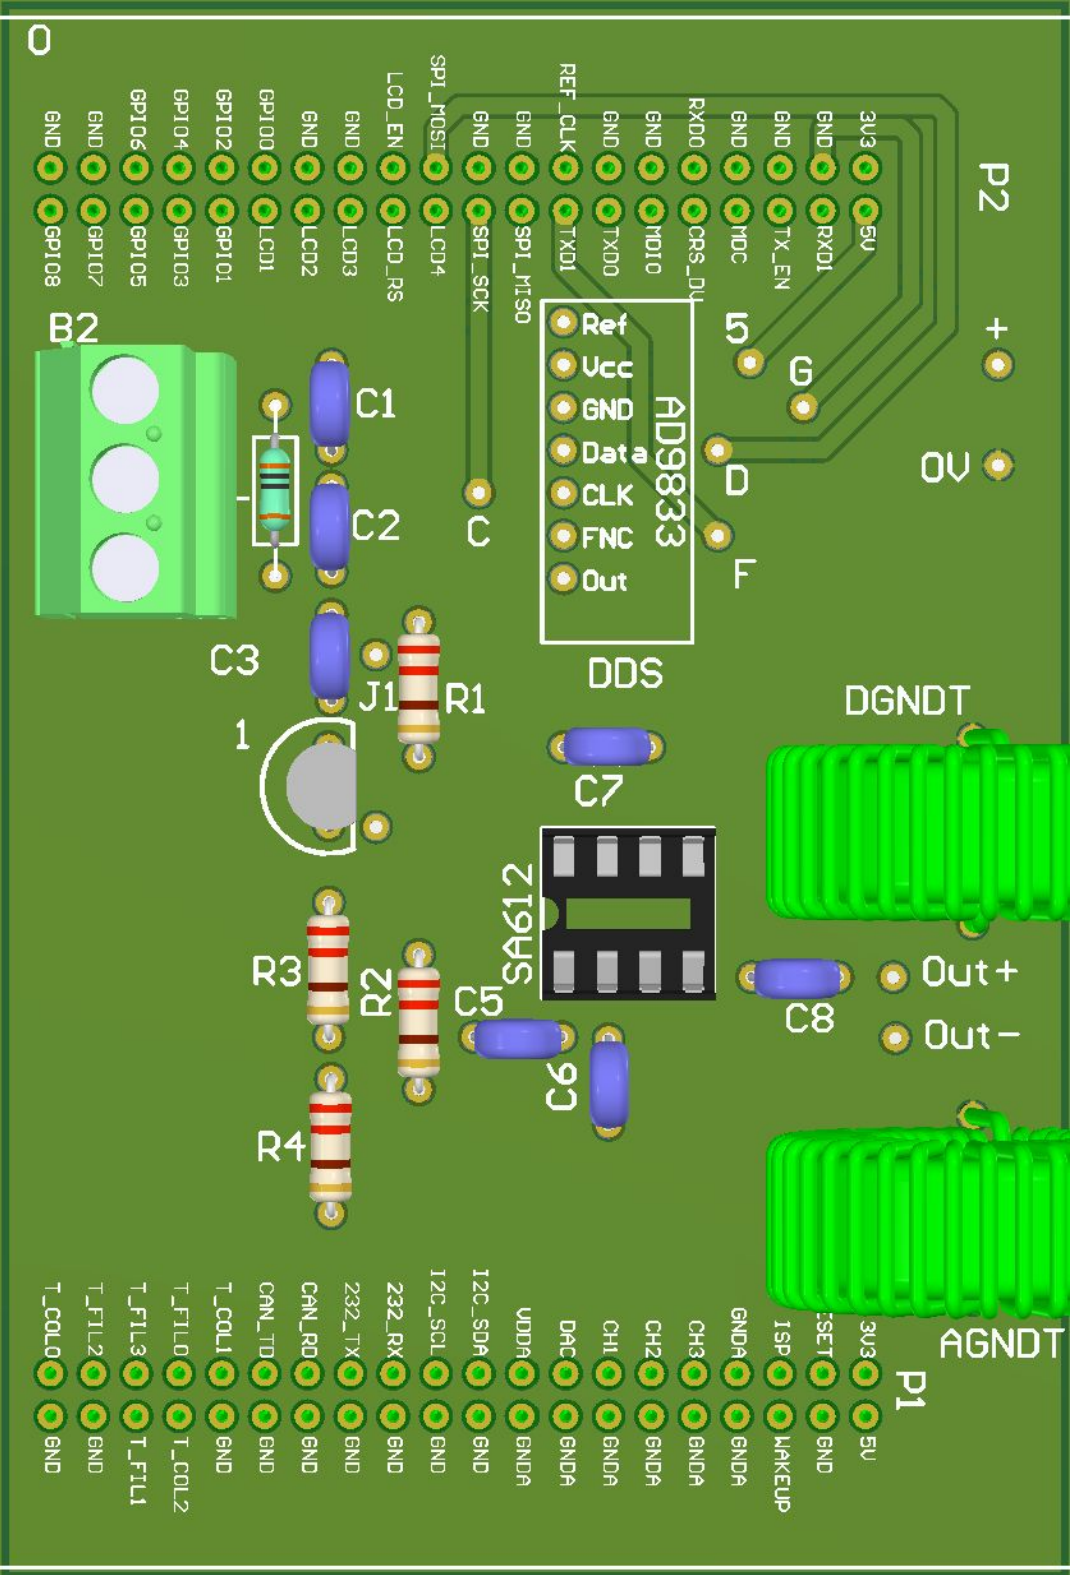 O
GND GND GPIO6 GPIO4 GPIO2 GPIO0 GND GND LCD_EN SPI_MOSI GND GND REF_CLK GND GND RXD0 GND GND GND 3V3
P2
GPIO8 GPIO7 GPIO5 GPIO3 GPIO1 LCD1 LCD2 LCD3 LCD_RS LCD4 SPI_SCK SPI_MISO TXD1 TXD0 MDIO CRS_DV MDC TX_EN RXD1 5V
B2
5
+
G
Ref
Vcc
GND
Data
CLK
FNC
Out
AD9833
C1
C2
C
D
0V
F
C3
J1
R1
DDS
DGNDT
1
C7
SA612
R3
R2
C5
C6
C8
Out+
Out-
R4
AGNDT
T_COL0 T_FIL2 T_FIL3 T_FIL0 T_COL1 CAN_TD CAN_RD 232_TX 232_RX I2C_SCL I2C_SDA VDDA DAC CH1 CH2 CH3 GNDA ISP ESET 3V3
P1
GND GND T_FIL1 T_COL2 GND GND GND GND GND GND GND GNDA GNDA GNDA GNDA GNDA GNDA WAKEUP GND 5V